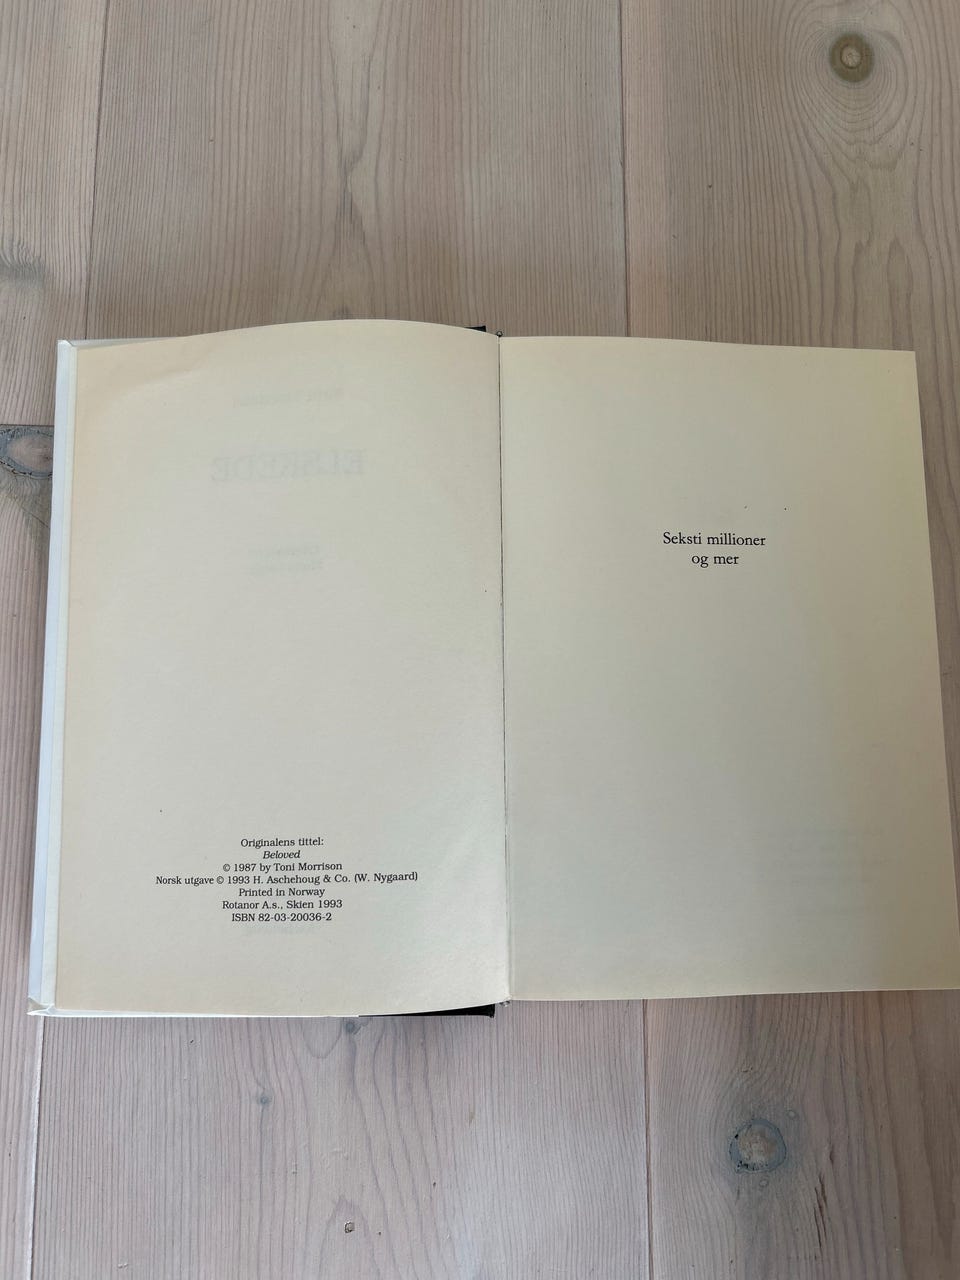 Originalens tittel:
Beloved
© 1987 by Toni Morrison
Norsk utgave © 1993 H. Aschehoug & Co. (W. Nygaard)
Printed in Norway
Rotanor A.s., Skien 1993
ISBN 82-03-20036-2
Seksti millioner
og mer